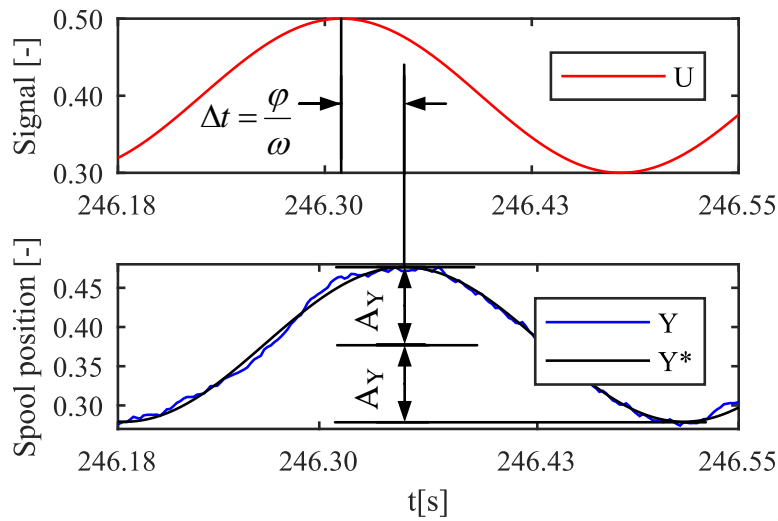 Signal [-]
0.50
0.40
0.30
Δt = φ/ω
U
246.18 246.30 246.43 246.55
Spool position [-]
0.45
0.40
0.35
0.30
A_Y
A_Y
Y
Y*
246.18 246.30 246.43 246.55
t[s]